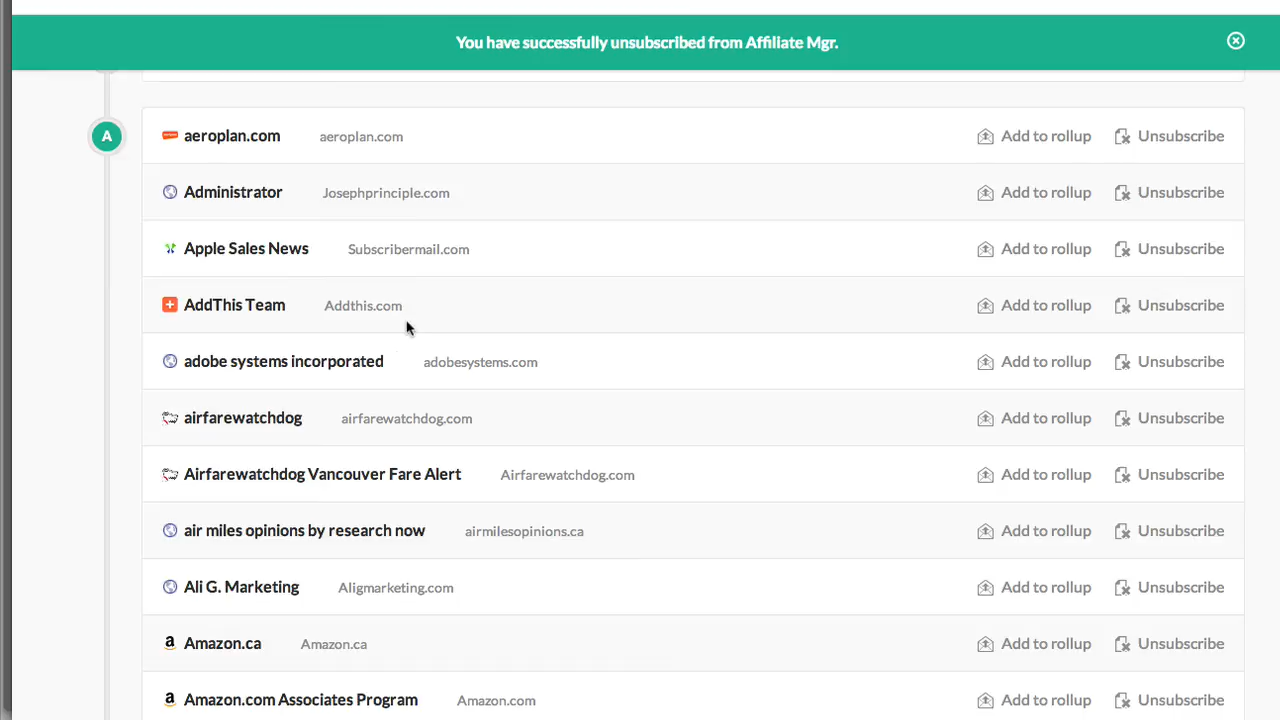 You have successfully unsubscribed from Affiliate Mgr.
A
aeroplan.com aeroplan.com Add to rollup Unsubscribe
Administrator Josephprinciple.com Add to rollup Unsubscribe
Apple Sales News Subscribermail.com Add to rollup Unsubscribe
AddThis Team Addthis.com Add to rollup Unsubscribe
adobe systems incorporated adobesystems.com Add to rollup Unsubscribe
airfarewatchdog airfarewatchdog.com Add to rollup Unsubscribe
Airfarewatchdog Vancouver Fare Alert Airfarewatchdog.com Add to rollup Unsubscribe
air miles opinions by research now airmilesopinions.ca Add to rollup Unsubscribe
Ali G. Marketing Aligmarketing.com Add to rollup Unsubscribe
a Amazon.ca Amazon.ca Add to rollup Unsubscribe
a Amazon.com Associates Program Amazon.com Add to rollup Unsubscribe